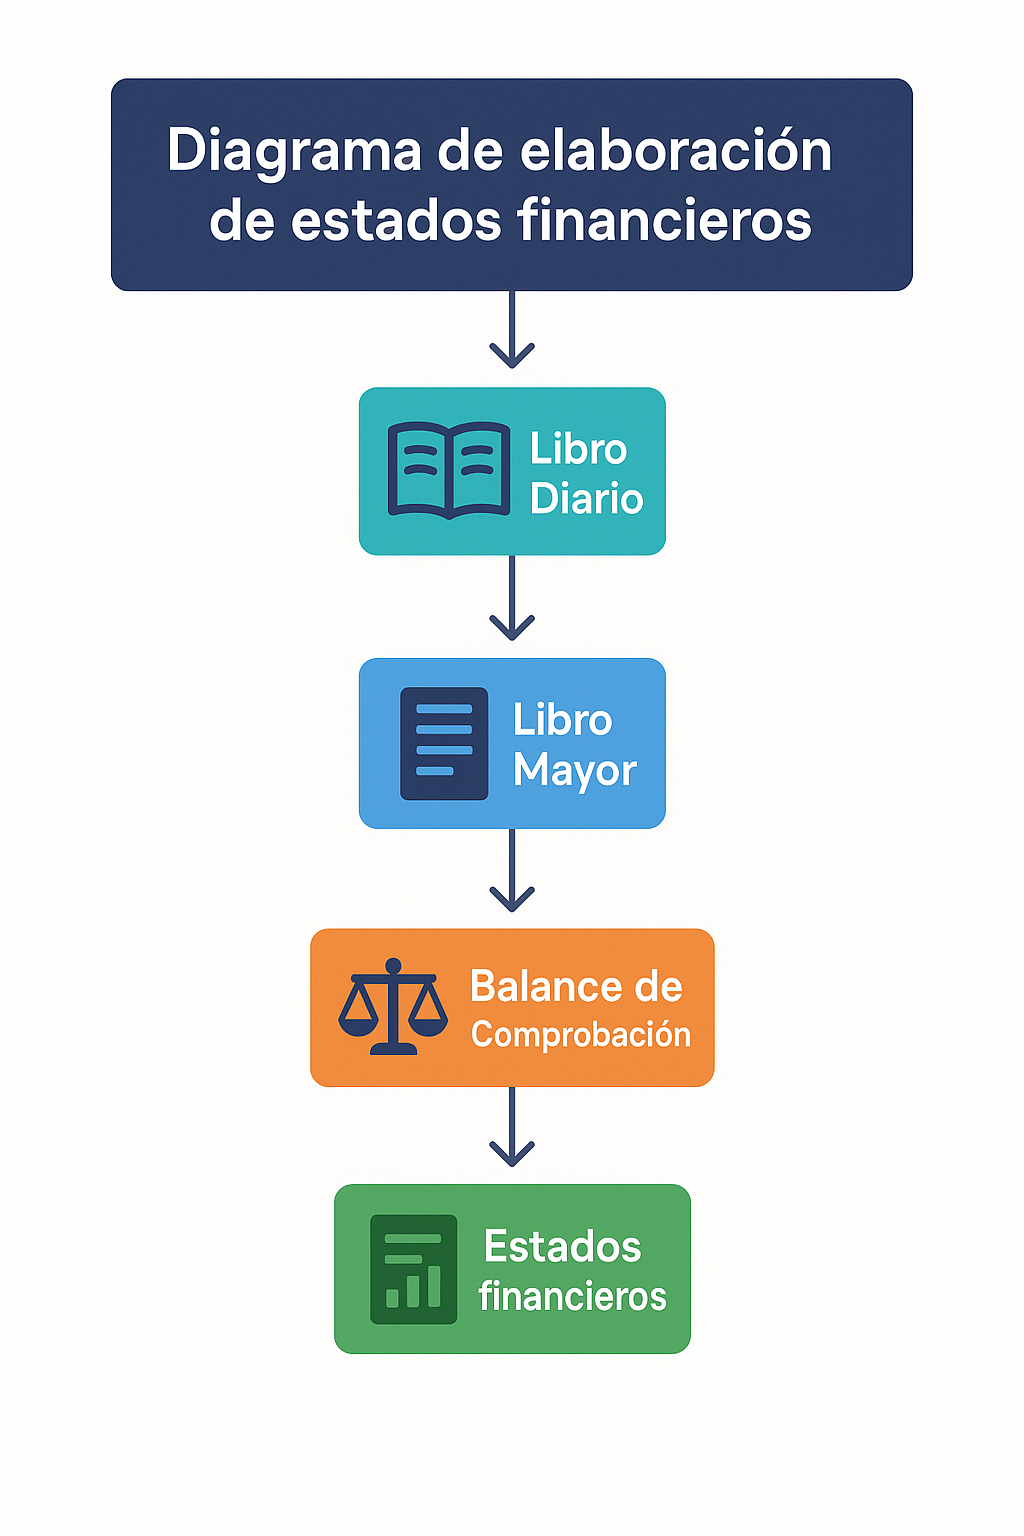 Diagrama de elaboración
de estados financieros
Libro
Diario
Libro
Mayor
Balance de
Comprobación
Estados
financieros